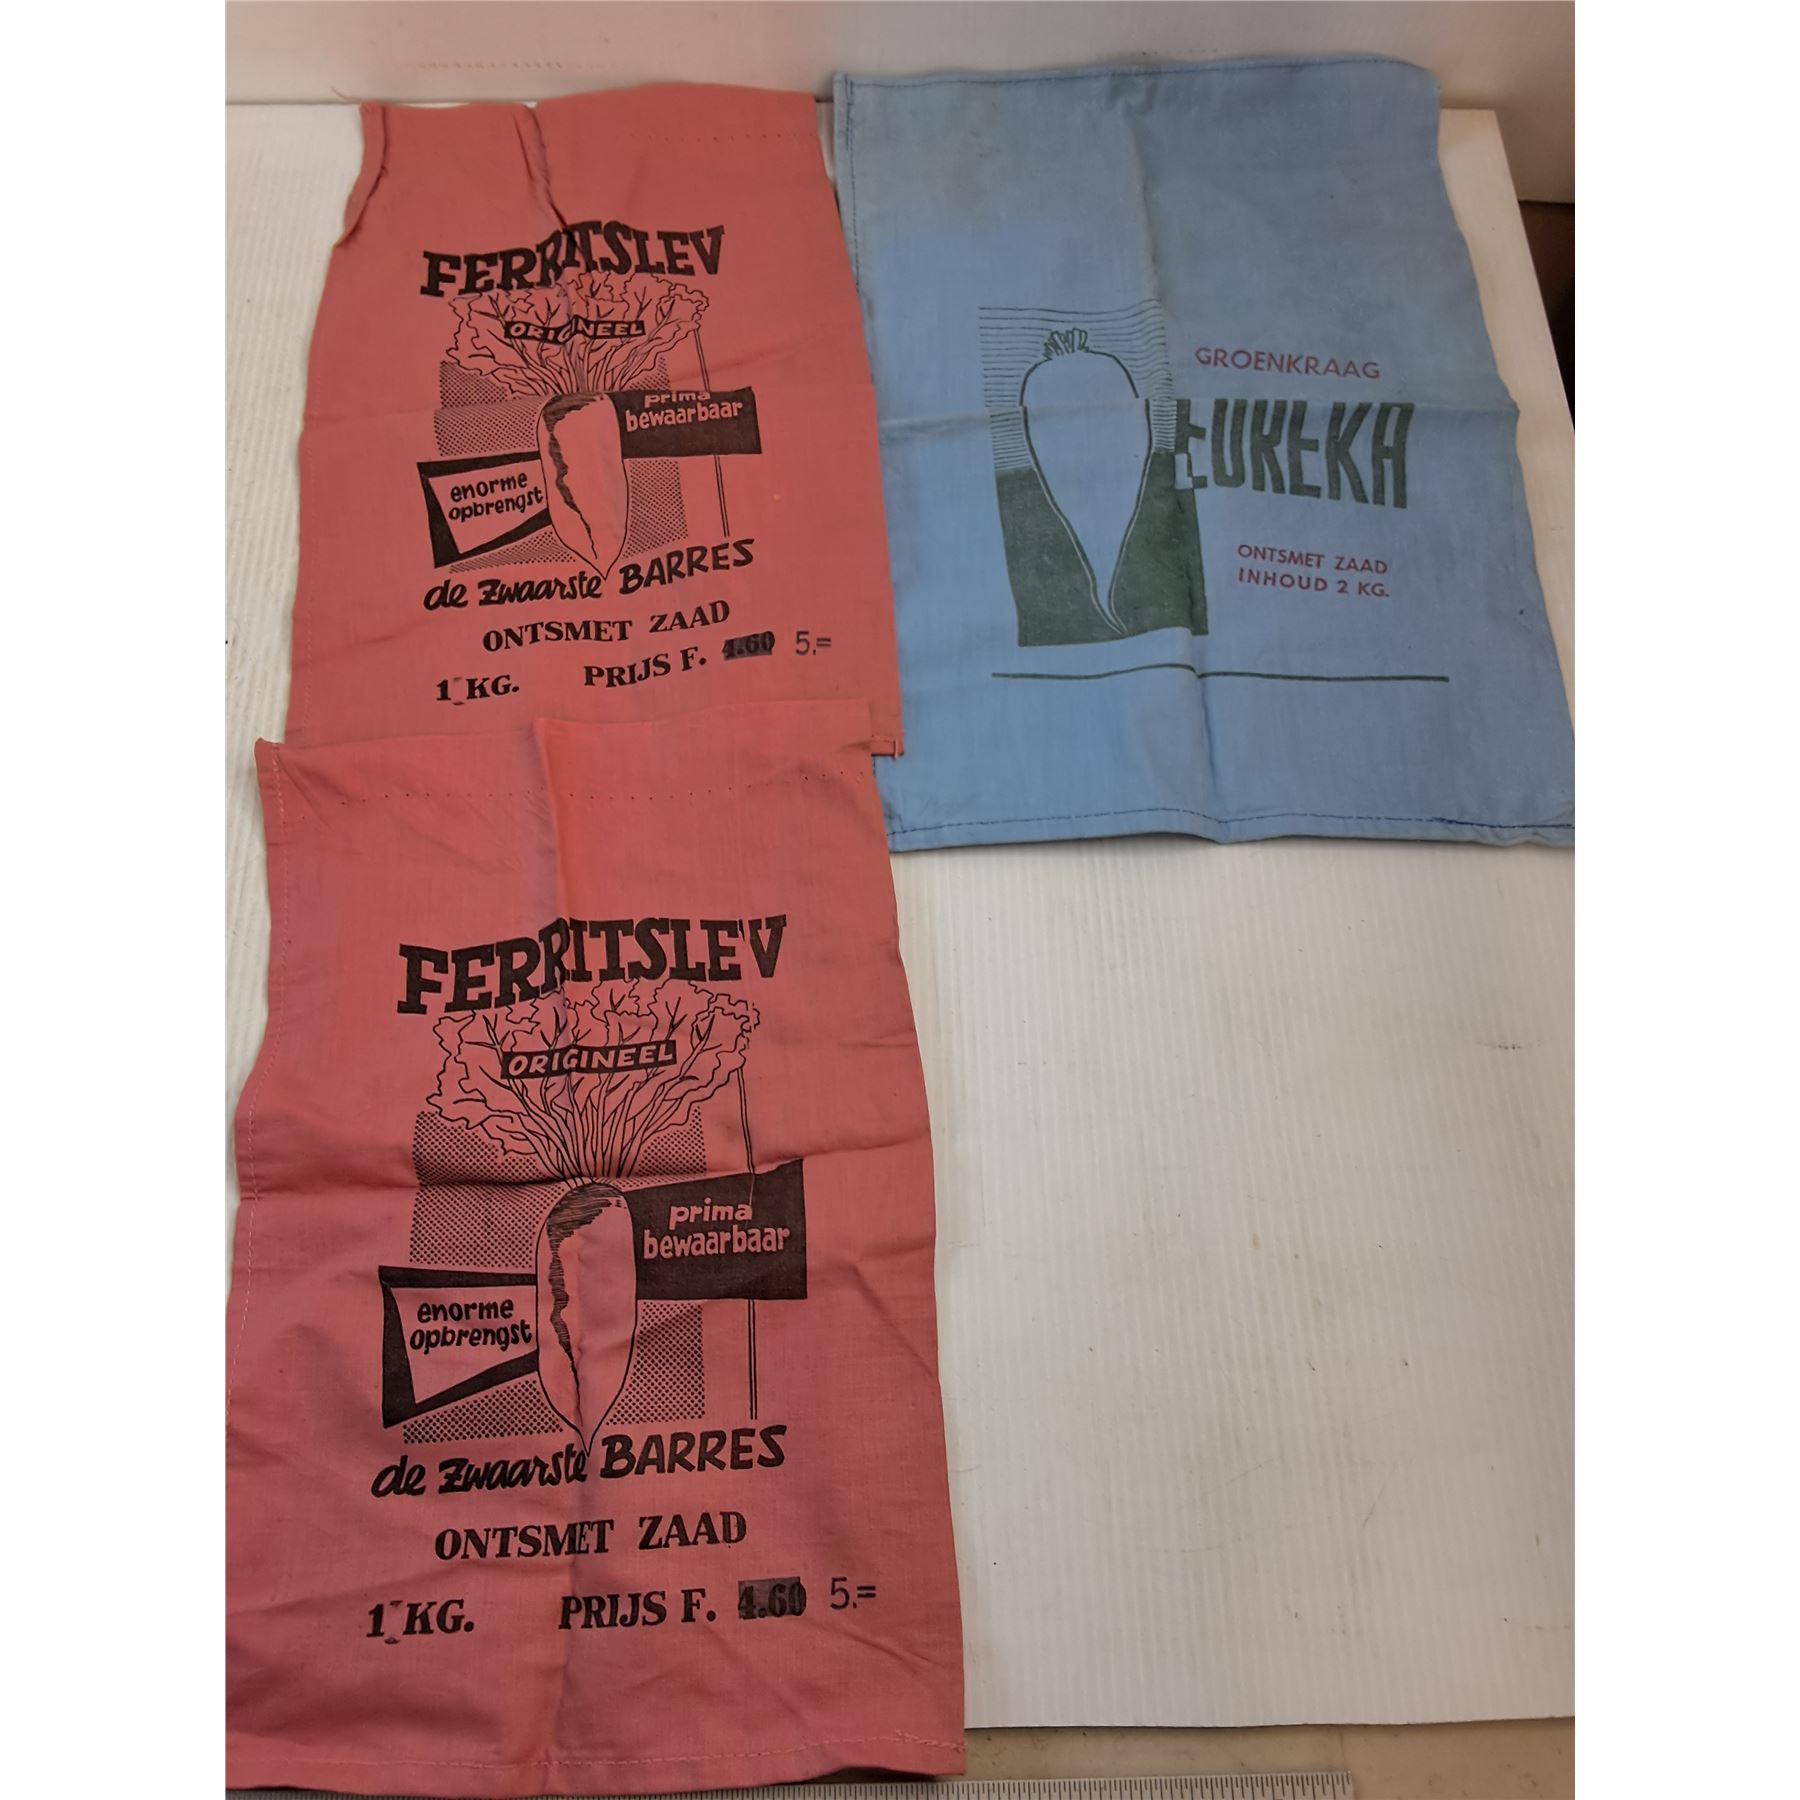 FERRITSLEV
ORIGINEEL
prima
bewaarbaar
enorme
opbrengst
de zwaarste BARRES
ONTSMET ZAAD
1 KG. PRIJS F. 4.60 5.=
GROENKRAAG
EUREKA
ONTSMET ZAAD
INHOUD 2 KG.
FERRITSLEV
ORIGINEEL
prima
bewaarbaar
enorme
opbrengst
de zwaarste BARRES
ONTSMET ZAAD
1 KG. PRIJS F. 4.60 5.=